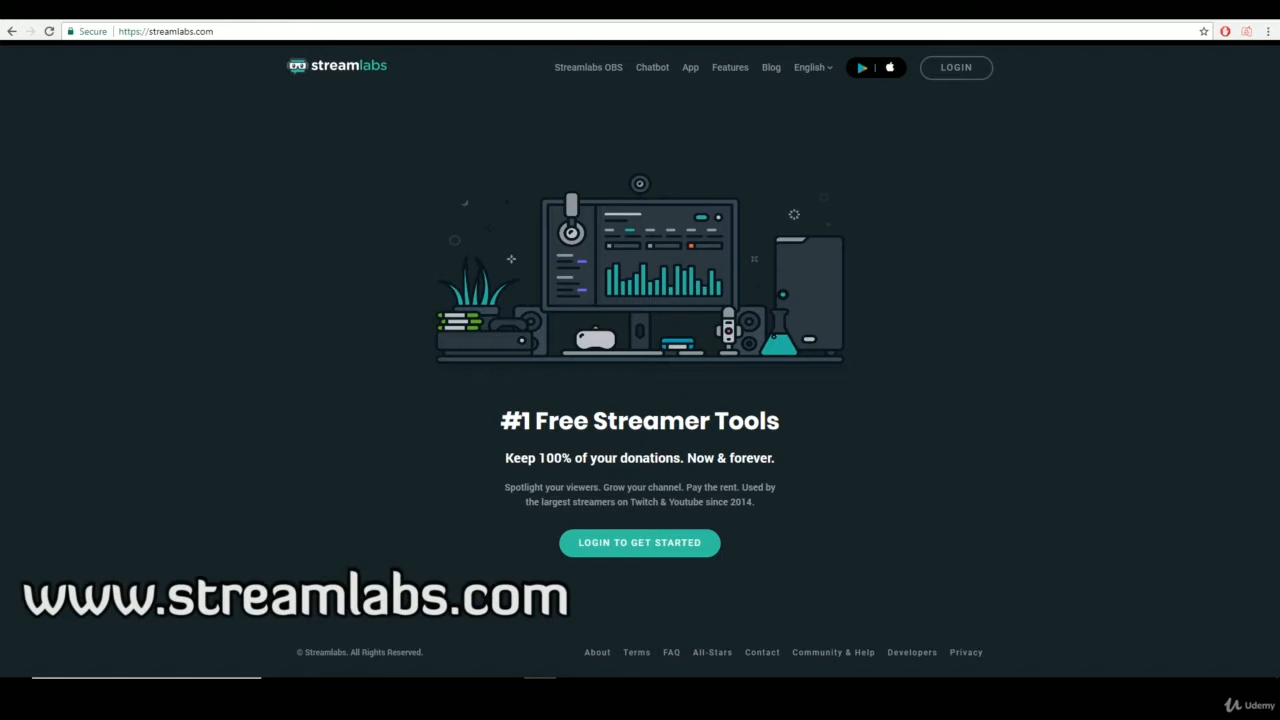 Secure | https://streamlabs.com
streamlabs
Streamlabs OBS Chatbot App Features Blog English LOGIN
#1 Free Streamer Tools
Keep 100% of your donations. Now & forever.
Spotlight your viewers. Grow your channel. Pay the rent. Used by
the largest streamers on Twitch & Youtube since 2014.
LOGIN TO GET STARTED
www.streamlabs.com
© Streamlabs. All Rights Reserved. About Terms FAQ All-Stars Contact Community & Help Developers Privacy
Udemy